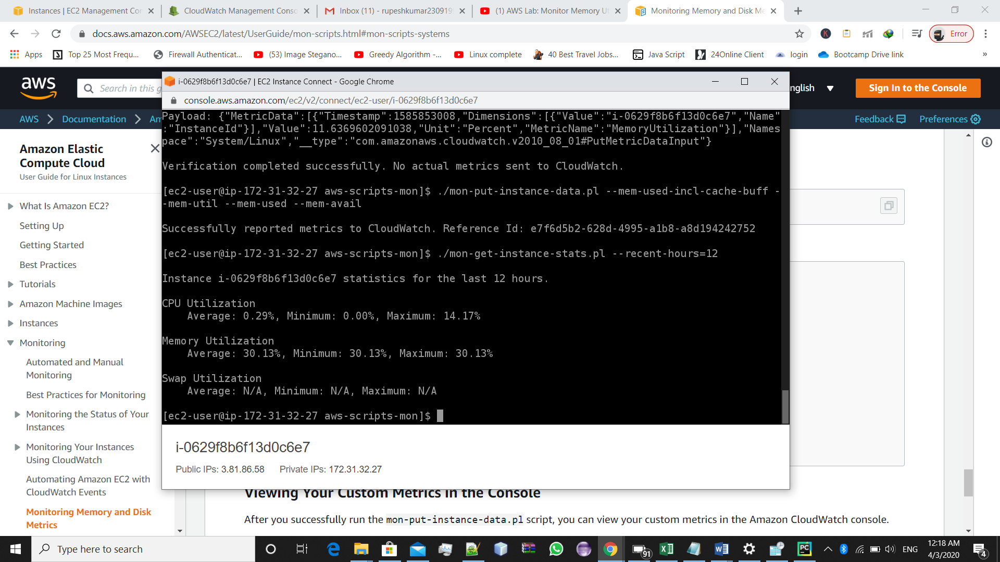 Instances | EC2 Management Con
CloudWatch Management Conso
Inbox (11) - rupeshkumar230919
(1) AWS Lab: Monitor Memory Ut
Monitoring Memory and Disk Me
docs.aws.amazon.com/AWSEC2/latest/UserGuide/mon-scripts.html#mon-scripts-systems
K
Error
Apps
Top 25 Most Frequ...
Firewall Authenticat...
(53) Image Stegano...
Greedy Algorithm -...
Linux complete
40 Best Travel Jobs...
Java Script
24Online Client
login
Bootcamp Drive link
»
aws
Search in this g
nglish
Sign In to the Console
AWS
Documentation
Am
Feedback
Preferences
i-0629f8b6f13d0c6e7 | EC2 Instance Connect - Google Chrome
console.aws.amazon.com/ec2/v2/connect/ec2-user/i-0629f8b6f13d0c6e7
Payload: {"MetricData":[{"Timestamp":1585853008,"Dimensions":[{"Value":"i-0629f8b6f13d0c6e7","Name"
:"InstanceId"}],"Value":11.6369602091038,"Unit":"Percent","MetricName":"MemoryUtilization"}],"Names
pace":"System/Linux","__type":"com.amazonaws.cloudwatch.v2010_08_01#PutMetricDataInput"}
Verification completed successfully. No actual metrics sent to CloudWatch.
[ec2-user@ip-172-31-32-27 aws-scripts-mon]$ ./mon-put-instance-data.pl --mem-used-incl-cache-buff -
-mem-util --mem-used --mem-avail
Successfully reported metrics to CloudWatch. Reference Id: e7f6d5b2-628d-4995-a1b8-a8d194242752
[ec2-user@ip-172-31-32-27 aws-scripts-mon]$ ./mon-get-instance-stats.pl --recent-hours=12
Instance i-0629f8b6f13d0c6e7 statistics for the last 12 hours.
CPU Utilization
Average: 0.29%, Minimum: 0.00%, Maximum: 14.17%
Memory Utilization
Average: 30.13%, Minimum: 30.13%, Maximum: 30.13%
Swap Utilization
Average: N/A, Minimum: N/A, Maximum: N/A
[ec2-user@ip-172-31-32-27 aws-scripts-mon]$
i-0629f8b6f13d0c6e7
Public IPs: 3.81.86.58 Private IPs: 172.31.32.27
Amazon Elastic
Compute Cloud
User Guide for Linux Instances
What Is Amazon EC2?
Setting Up
Getting Started
Best Practices
Tutorials
Amazon Machine Images
Instances
Monitoring
Automated and Manual
Monitoring
Best Practices for Monitoring
Monitoring the Status of Your
Instances
Monitoring Your Instances
Using CloudWatch
Automating Amazon EC2 with
CloudWatch Events
Monitoring Memory and Disk
Metrics
Viewing Your Custom Metrics in the Console
After you successfully run the mon-put-instance-data.pl script, you can view your custom metrics in the Amazon CloudWatch console.
Type here to search
91
PC
ENG
12:18 AM
4/3/2020
4